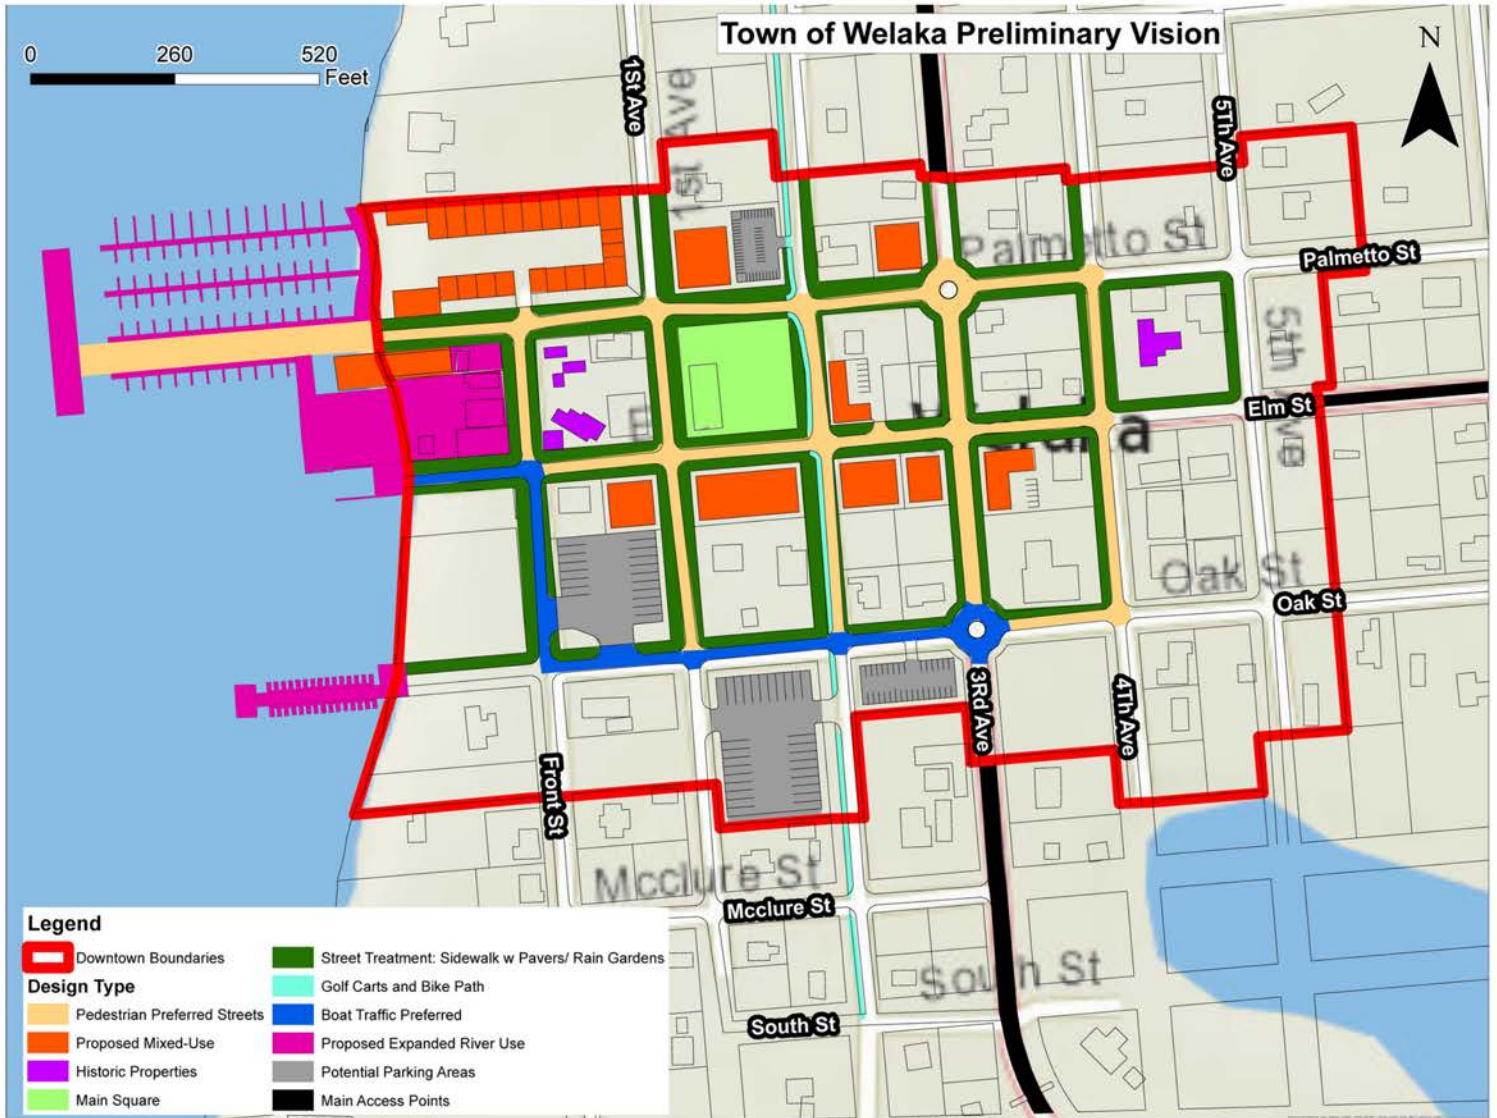 Town of Welaka Preliminary Vision
0 260 520
Feet
N
1St Ave
1st Ave
5Th Ave
Palmetto St
Palmetto St
5th Ave
Elm St
Oak St
Oak St
3Rd Ave
4Th Ave
Front St
Mcclure St
Mcclure St
South St
South St
Legend
Downtown Boundaries
Design Type
Pedestrian Preferred Streets
Proposed Mixed-Use
Historic Properties
Main Square
Street Treatment: Sidewalk w Pavers/ Rain Gardens
Golf Carts and Bike Path
Boat Traffic Preferred
Proposed Expanded River Use
Potential Parking Areas
Main Access Points